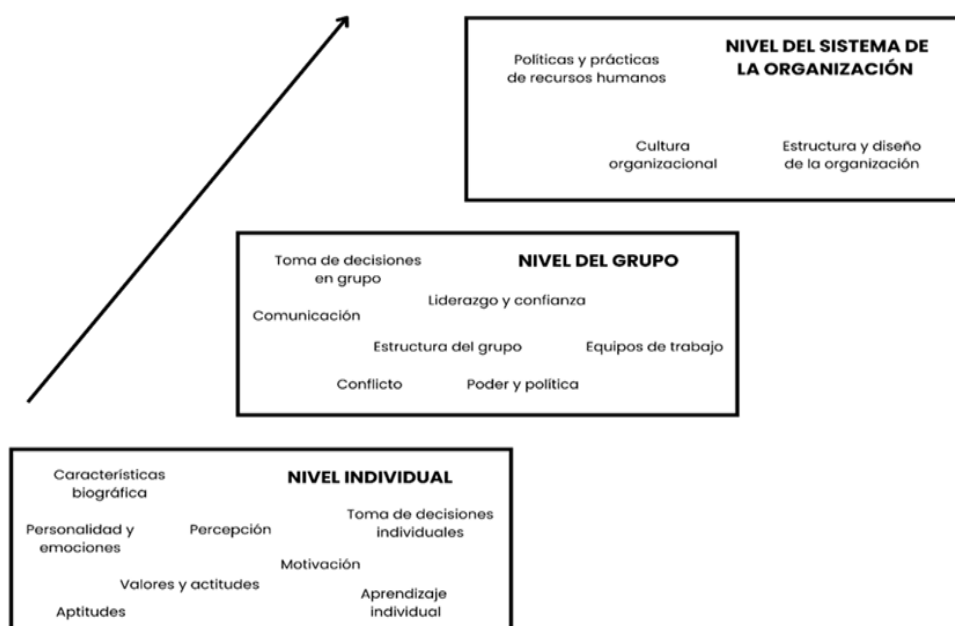 NIVEL DEL SISTEMA DE
LA ORGANIZACIÓN
Políticas y prácticas
de recursos humanos
Cultura
organizacional
Estructura y diseño
de la organización
NIVEL DEL GRUPO
Toma de decisiones
en grupo
Liderazgo y confianza
Comunicación
Estructura del grupo
Equipos de trabajo
Conflicto
Poder y política
NIVEL INDIVIDUAL
Características
biográfica
Toma de decisiones
individuales
Personalidad y
emociones
Percepción
Motivación
Valores y actitudes
Aprendizaje
individual
Aptitudes